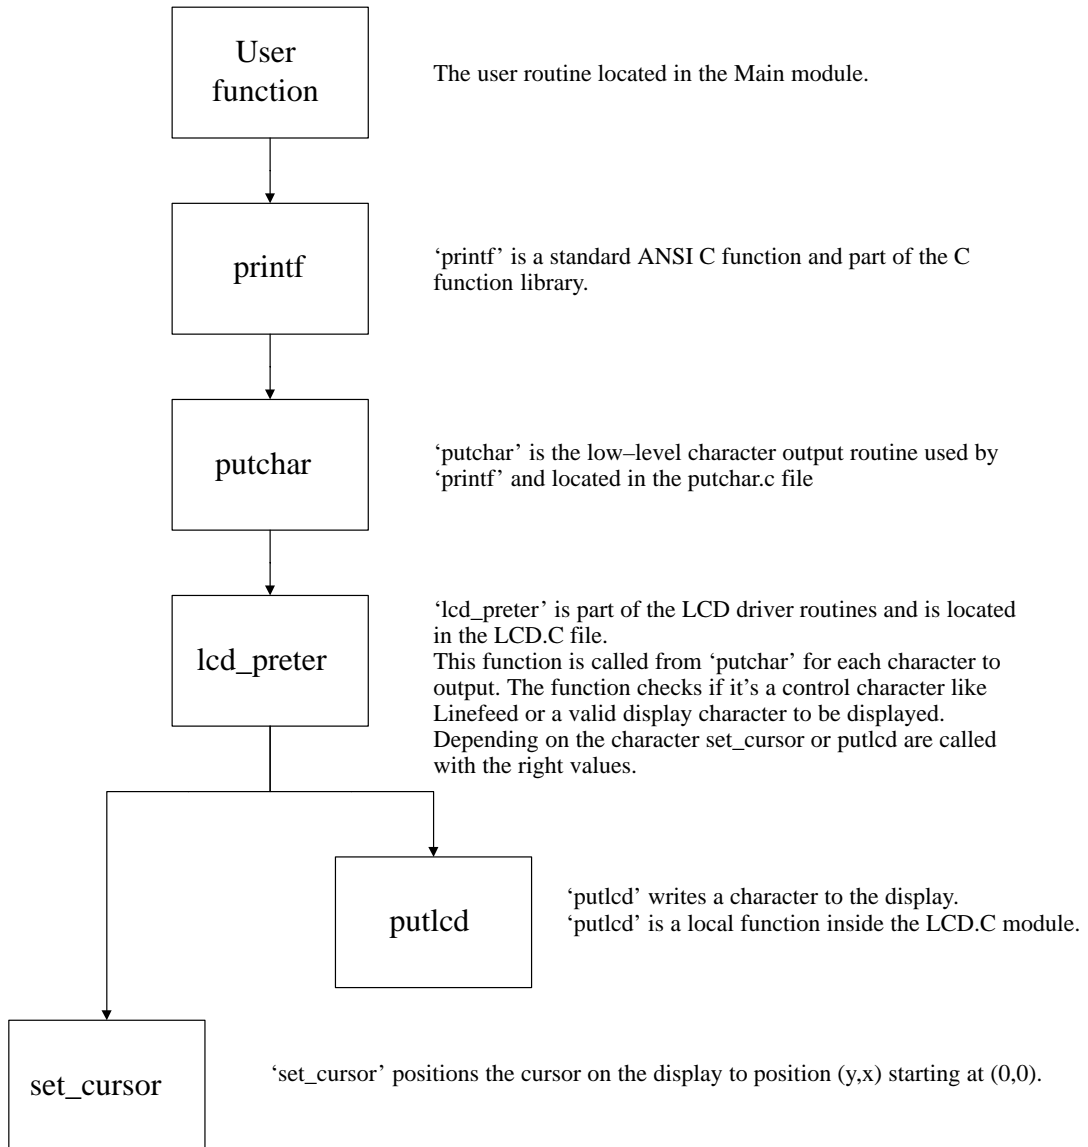 User
function
The user routine located in the Main module.
printf
‘printf’ is a standard ANSI C function and part of the C
function library.
putchar
‘putchar’ is the low–level character output routine used by
‘printf’ and located in the putchar.c file
lcd_preter
‘lcd_preter’ is part of the LCD driver routines and is located
in the LCD.C file.
This function is called from ‘putchar’ for each character to
output. The function checks if it’s a control character like
Linefeed or a valid display character to be displayed.
Depending on the character set_cursor or putlcd are called
with the right values.
putlcd
‘putlcd’ writes a character to the display.
‘putlcd’ is a local function inside the LCD.C module.
set_cursor
‘set_cursor’ positions the cursor on the display to position (y,x) starting at (0,0).